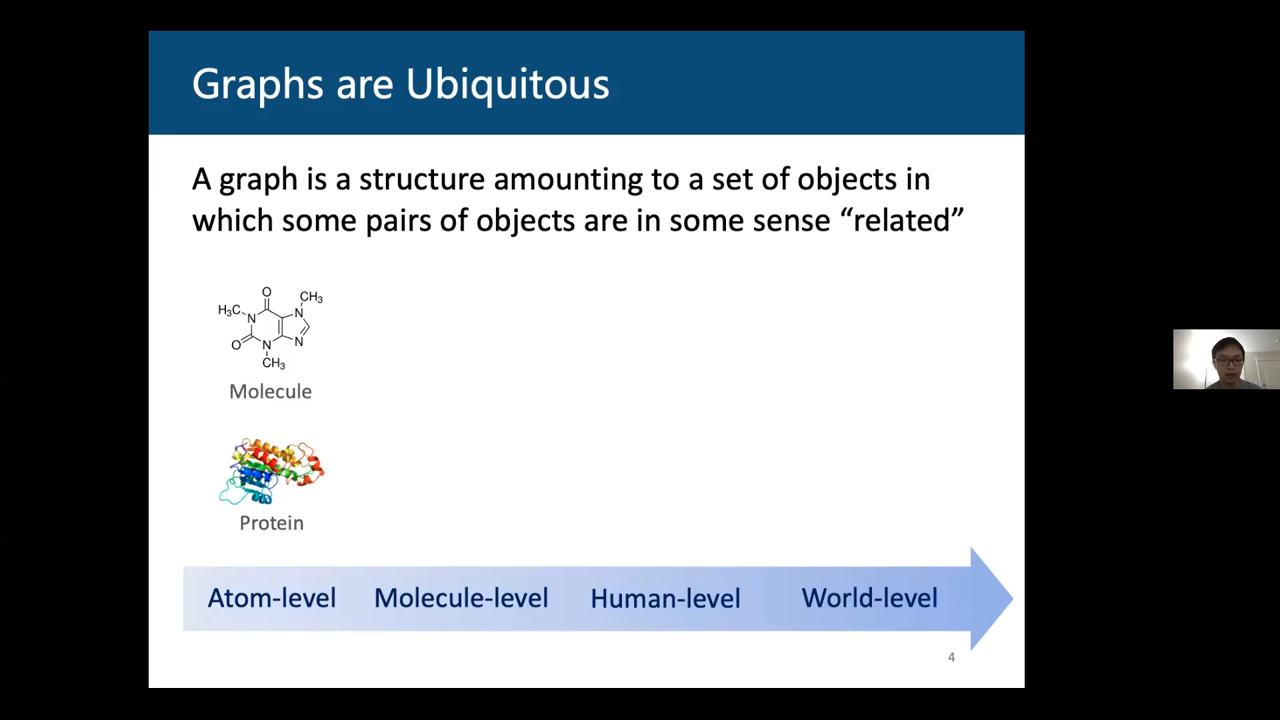 Graphs are Ubiquitous
A graph is a structure amounting to a set of objects in
which some pairs of objects are in some sense “related”
O
CH₃
H₃C
N
N
O
N
N
CH₃
Molecule
Protein
Atom-level Molecule-level Human-level World-level
4